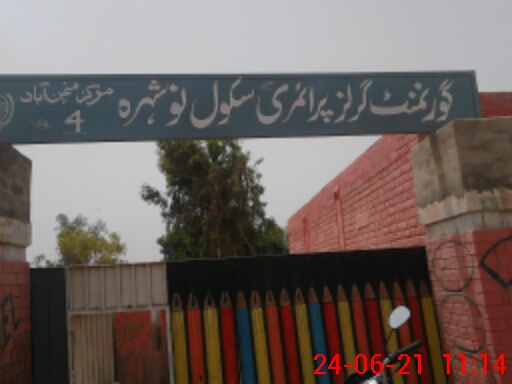 گورنمنٹ گرلز پرائمری سکول نوشہرہ
مرکز منچن آباد
4
24-06-21 11:14